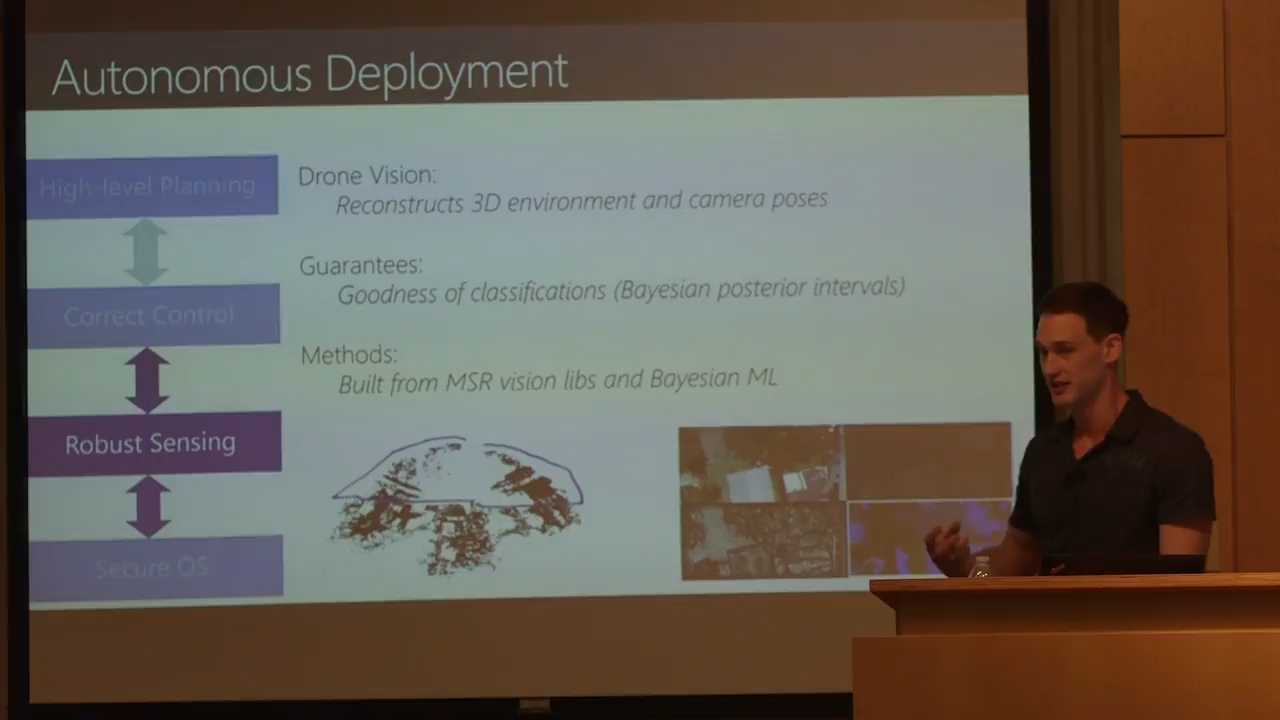 Autonomous Deployment
High-level Planning
Correct Control
Robust Sensing
Secure OS
Drone Vision:
Reconstructs 3D environment and camera poses
Guarantees:
Goodness of classifications (Bayesian posterior intervals)
Methods:
Built from MSR vision libs and Bayesian ML